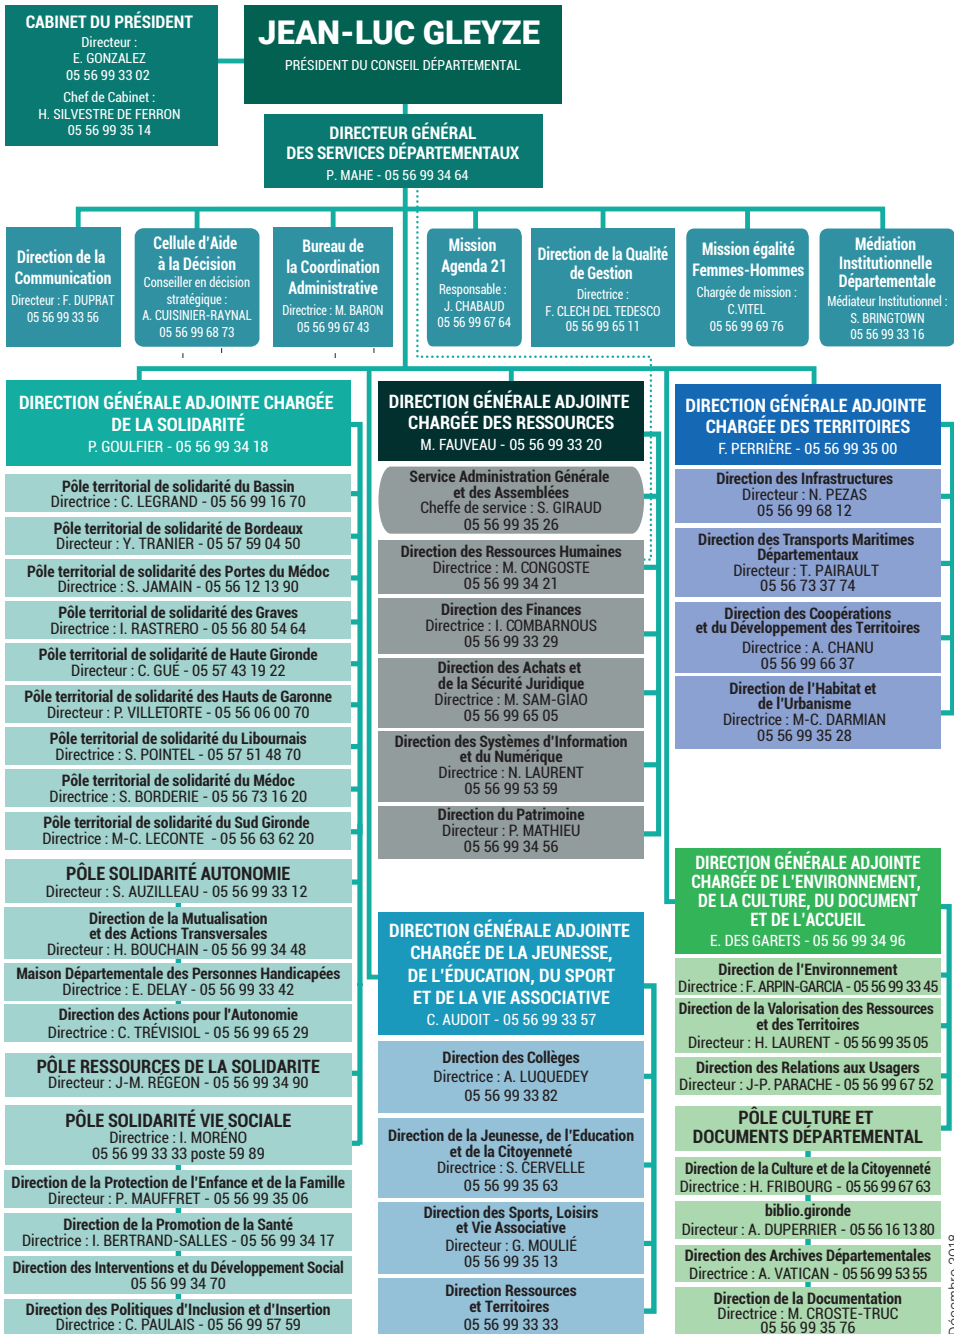 CABINET DU PRÉSIDENT
Directeur :
E. GONZALEZ
05 56 99 33 02
Chef de Cabinet :
H. SILVESTRE DE FERRON
05 56 99 35 14
JEAN-LUC GLEYZE
PRÉSIDENT DU CONSEIL DÉPARTEMENTAL
DIRECTEUR GÉNÉRAL
DES SERVICES DÉPARTEMENTAUX
P. MAHE - 05 56 99 34 64
Direction de la
Communication
Directeur : F. DUPRAT
05 56 99 33 56
Cellule d'Aide
à la Décision
Conseiller en décision
stratégique :
A. CUISINIER-RAYNAL
05 56 99 68 73
Bureau de
la Coordination
Administrative
Directrice : M. BARON
05 56 99 67 43
Mission
Agenda 21
Responsable :
J. CHABAUD
05 56 99 67 64
Direction de la Qualité
de Gestion
Directrice :
F. CLECH DEL TEDESCO
05 56 99 65 11
Mission égalité
Femmes-Hommes
Chargée de mission :
C.VITEL
05 56 99 69 76
Médiation
Institutionnelle
Départementale
Médiateur Institutionnel :
S. BRINGTOWN
05 56 99 33 16
DIRECTION GÉNÉRALE ADJOINTE CHARGÉE
DE LA SOLIDARITÉ
P. GOULFIER - 05 56 99 34 18
Pôle territorial de solidarité du Bassin
Directrice : C. LEGRAND - 05 56 99 16 70
Pôle territorial de solidarité de Bordeaux
Directeur : Y. TRANIER - 05 57 59 04 50
Pôle territorial de solidarité des Portes du Médoc
Directrice : S. JAMAIN - 05 56 12 13 90
Pôle territorial de solidarité des Graves
Directrice : I. RASTRERO - 05 56 80 54 64
Pôle territorial de solidarité de Haute Gironde
Directeur : C. GUÉ - 05 57 43 19 22
Pôle territorial de solidarité des Hauts de Garonne
Directeur : P. VILLETORTE - 05 56 06 00 70
Pôle territorial de solidarité du Libournais
Directrice : S. POINTEL - 05 57 51 48 70
Pôle territorial de solidarité du Médoc
Directrice : S. BORDERIE - 05 56 73 16 20
Pôle territorial de solidarité du Sud Gironde
Directrice : M-C. LECONTE - 05 56 63 62 20
PÔLE SOLIDARITÉ AUTONOMIE
Directeur : S. AUZILLEAU - 05 56 99 33 12
Direction de la Mutualisation
et des Actions Transversales
Directeur : H. BOUCHAIN - 05 56 99 34 48
Maison Départementale des Personnes Handicapées
Directrice : E. DELAY - 05 56 99 33 42
Direction des Actions pour l'Autonomie
Directrice : C. TRÉVISIOL - 05 56 99 65 29
PÔLE RESSOURCES DE LA SOLIDARITE
Directeur : J-M. RÉGEON - 05 56 99 34 90
PÔLE SOLIDARITÉ VIE SOCIALE
Directrice : I. MORÉNO
05 56 99 33 33 poste 59 89
Direction de la Protection de l'Enfance et de la Famille
Directeur : P. MAUFFRET - 05 56 99 35 06
Direction de la Promotion de la Santé
Directrice : I. BERTRAND-SALLES - 05 56 99 34 17
Direction des Interventions et du Développement Social
05 56 99 34 70
Direction des Politiques d'Inclusion et d'Insertion
Directrice : C. PAULAIS - 05 56 99 57 59
DIRECTION GÉNÉRALE ADJOINTE
CHARGÉE DES RESSOURCES
M. FAUVEAU - 05 56 99 33 20
Service Administration Générale
et des Assemblées
Cheffe de service : S. GIRAUD
05 56 99 35 26
Direction des Ressources Humaines
Directrice : M. CONGOSTE
05 56 99 34 21
Direction des Finances
Directrice : I. COMBARNOUS
05 56 99 33 29
Direction des Achats et
de la Sécurité Juridique
Directrice : M. SAM-GIAO
05 56 99 65 05
Direction des Systèmes d'Information
et du Numérique
Directrice : N. LAURENT
05 56 99 53 59
Direction du Patrimoine
Directeur : P. MATHIEU
05 56 99 34 56
DIRECTION GÉNÉRALE ADJOINTE
CHARGÉE DE LA JEUNESSE,
DE L'ÉDUCATION, DU SPORT
ET DE LA VIE ASSOCIATIVE
C. AUDOIT - 05 56 99 33 57
Direction des Collèges
Directrice : A. LUQUEDEY
05 56 99 33 82
Direction de la Jeunesse, de l'Education
et de la Citoyenneté
Directrice : S. CERVELLE
05 56 99 35 63
Direction des Sports, Loisirs
et Vie Associative
Directeur : G. MOULIÉ
05 56 99 35 13
Direction Ressources
et Territoires
05 56 99 33 33
DIRECTION GÉNÉRALE ADJOINTE
CHARGÉE DES TERRITOIRES
F. PERRIÈRE - 05 56 99 35 00
Direction des Infrastructures
Directeur : N. PEZAS
05 56 99 68 12
Direction des Transports Maritimes
Départementaux
Directeur : T. PAIRAULT
05 56 73 37 74
Direction des Coopérations
et du Développement des Territoires
Directrice : A. CHANU
05 56 99 66 37
Direction de l'Habitat et
de l'Urbanisme
Directrice : M-C. DARMIAN
05 56 99 35 28
DIRECTION GÉNÉRALE ADJOINTE
CHARGÉE DE L'ENVIRONNEMENT,
DE LA CULTURE, DU DOCUMENT
ET DE L'ACCUEIL
E. DES GARETS - 05 56 99 34 96
Direction de l'Environnement
Directrice : F. ARPIN-GARCIA - 05 56 99 33 45
Direction de la Valorisation des Ressources
et des Territoires
Directeur : H. LAURENT - 05 56 99 35 05
Direction des Relations aux Usagers
Directeur : J-P. PARACHE - 05 56 99 67 52
PÔLE CULTURE ET
DOCUMENTS DÉPARTEMENTAL
Direction de la Culture et de la Citoyenneté
Directrice : H. FRIBOURG - 05 56 99 67 63
biblio.gironde
Directeur : A. DUPERRIER - 05 56 16 13 80
Direction des Archives Départementales
Directrice : A. VATICAN - 05 56 99 53 55
Direction de la Documentation
Directrice : M. CROSTE-TRUC
05 56 99 35 76
Décembre 2018